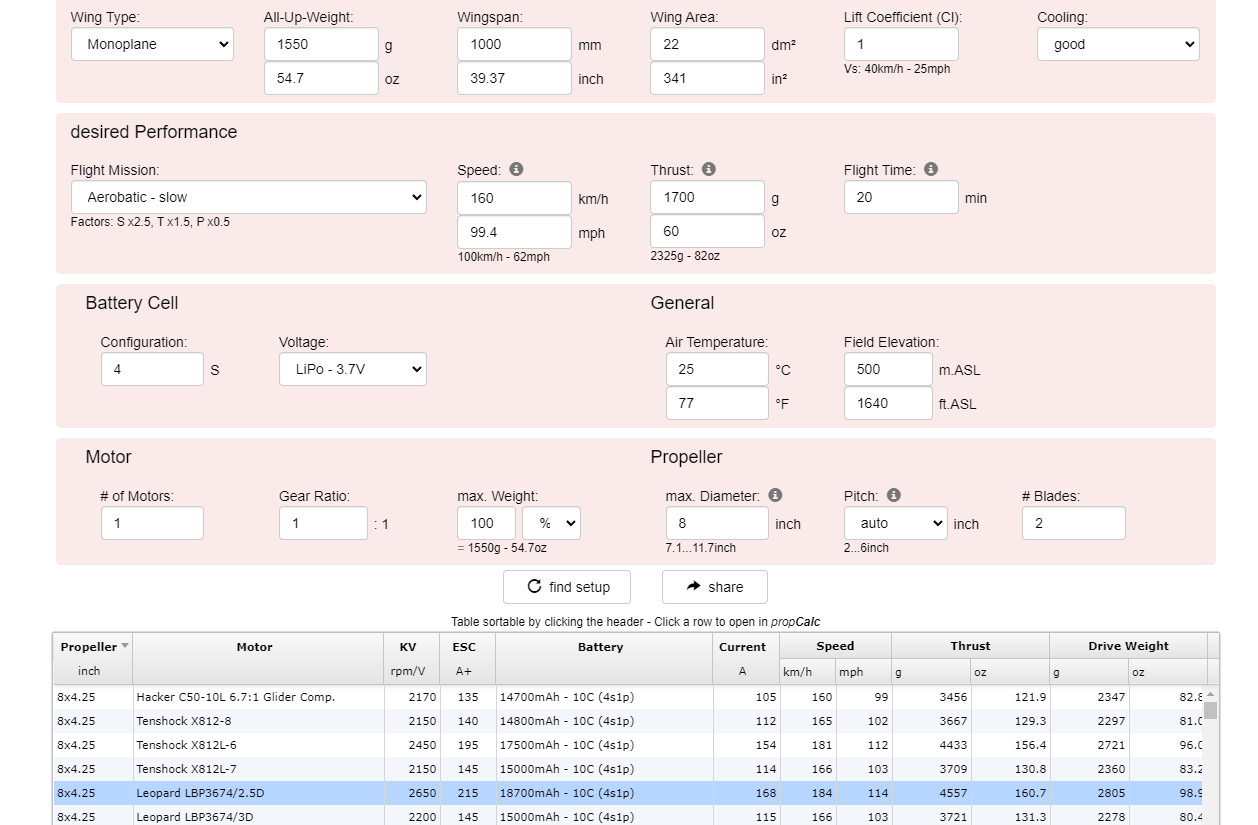 Wing Type: All-Up-Weight: Wingspan: Wing Area: Lift Coefficient (Cl): Cooling:
Monoplane 1550 g 1000 mm 22 dm² 1 good
54.7 oz 39.37 inch 341 in² Vs: 40km/h - 25mph
desired Performance
Flight Mission: Speed: Thrust: Flight Time:
Aerobatic - slow 160 km/h 1700 g 20 min
Factors: S x2.5, T x1.5, P x0.5 99.4 mph 60 oz
100km/h - 62mph 2325g - 82oz
Battery Cell General
Configuration: Voltage: Air Temperature: Field Elevation:
4 S LiPo - 3.7V 25 °C 500 m.ASL
77 °F 1640 ft.ASL
Motor Propeller
# of Motors: Gear Ratio: max. Weight: max. Diameter: Pitch: # Blades:
1 1 : 1 100 % 8 inch auto inch 2
= 1550g - 54.7oz 7.1...11.7inch 2...6inch
find setup share
Table sortable by clicking the header - Click a row to open in propCalc
Propeller Motor KV ESC Battery Current Speed Thrust Drive Weight
inch rpm/V A+ A km/h mph g oz g oz
8x4.25 Hacker C50-10L 6.7:1 Glider Comp. 2170 135 14700mAh - 10C (4s1p) 105 160 99 3456 121.9 2347 82.8
8x4.25 Tenshock X812-8 2150 140 14800mAh - 10C (4s1p) 112 165 102 3667 129.3 2297 81.0
8x4.25 Tenshock X812L-6 2450 195 17500mAh - 10C (4s1p) 154 181 112 4433 156.4 2721 96.0
8x4.25 Tenshock X812L-7 2150 145 15000mAh - 10C (4s1p) 114 166 103 3709 130.8 2360 83.2
8x4.25 Leopard LBP3674/2.5D 2650 215 18700mAh - 10C (4s1p) 168 184 114 4557 160.7 2805 98.9
8x4.25 Leopard LBP3674/3D 2200 145 15000mAh - 10C (4s1p) 115 166 103 3721 131.3 2278 80.4